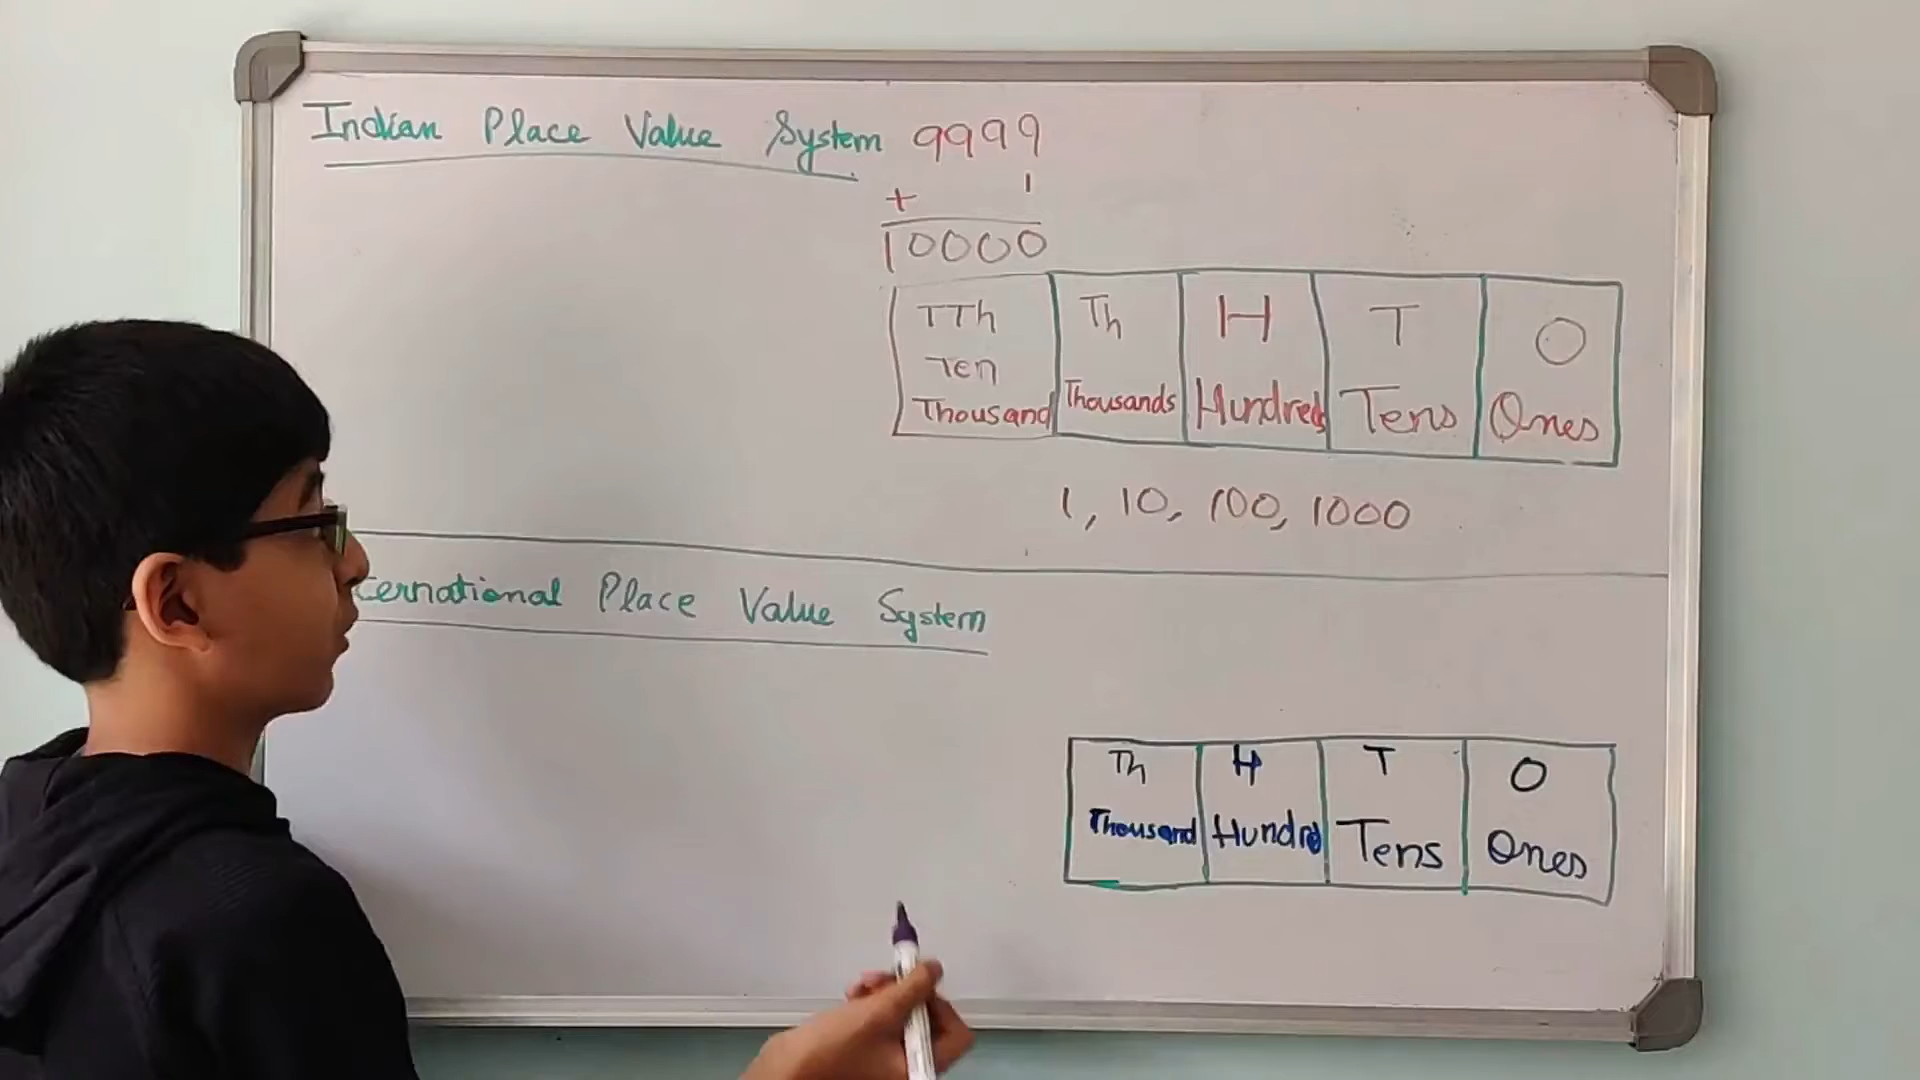 Indian Place Value System 9999
+ 1
10000
TTh Th H T O
Ten
Thousand Thousands Hundreds Tens Ones
1, 10, 100, 1000
ternational Place Value System
Th H T O
Thousand Hundred Tens Ones